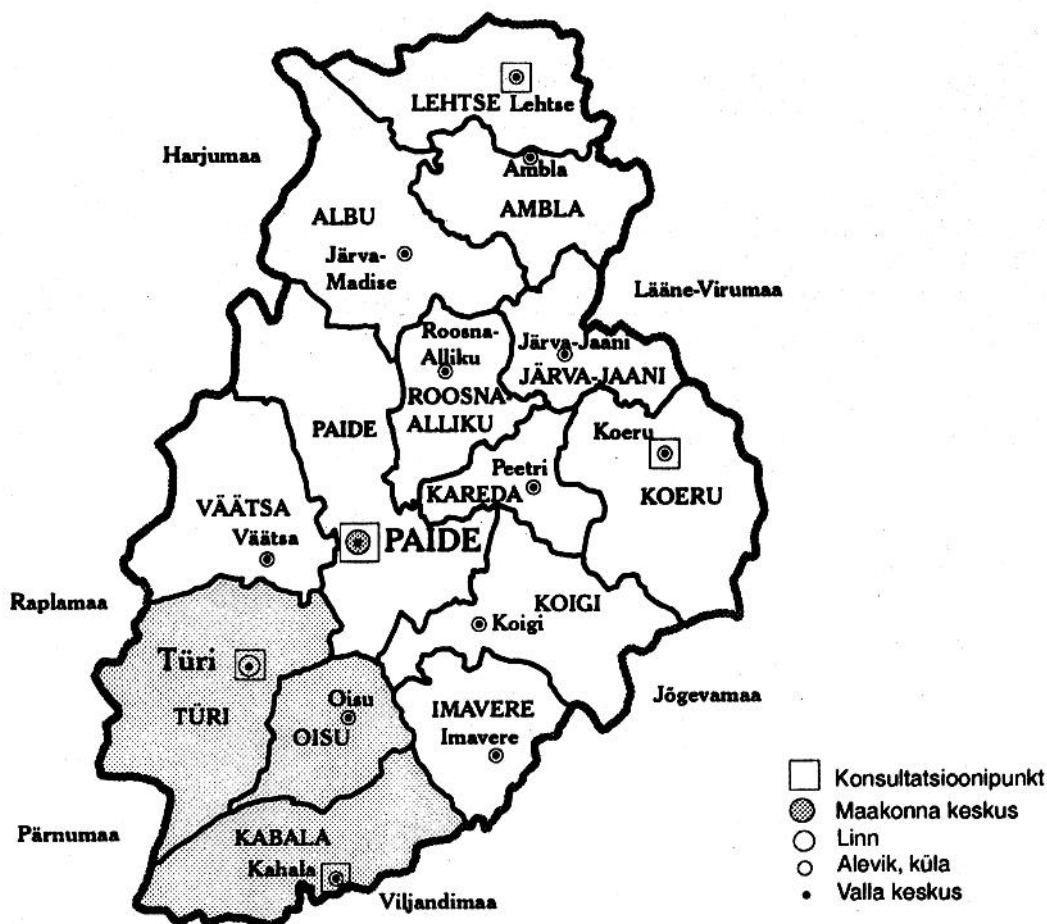 LEHTSE Lehtse
Harjumaa
Ambla
AMBLA
ALBU
Järva-
Madise
Lääne-Virumaa
Roosna-
Alliku
ROOSNA-
ALLIKU
Järva-Jaani
JÄRVA-JAANI
PAIDE
Koeru
KOERU
Peetri
KAREDA
VÄÄTSA
Väätsa
PAIDE
Raplamaa
KOIGI
Koigi
Türi
TÜRI
Oisu
OISU
IMAVERE
Imavere
Jõgevamaa
Pärnumaa
KABALA
Kahala
Viljandimaa
Konsultatsioonipunkt
Maakonna keskus
Linn
Alevik, küla
Valla keskus